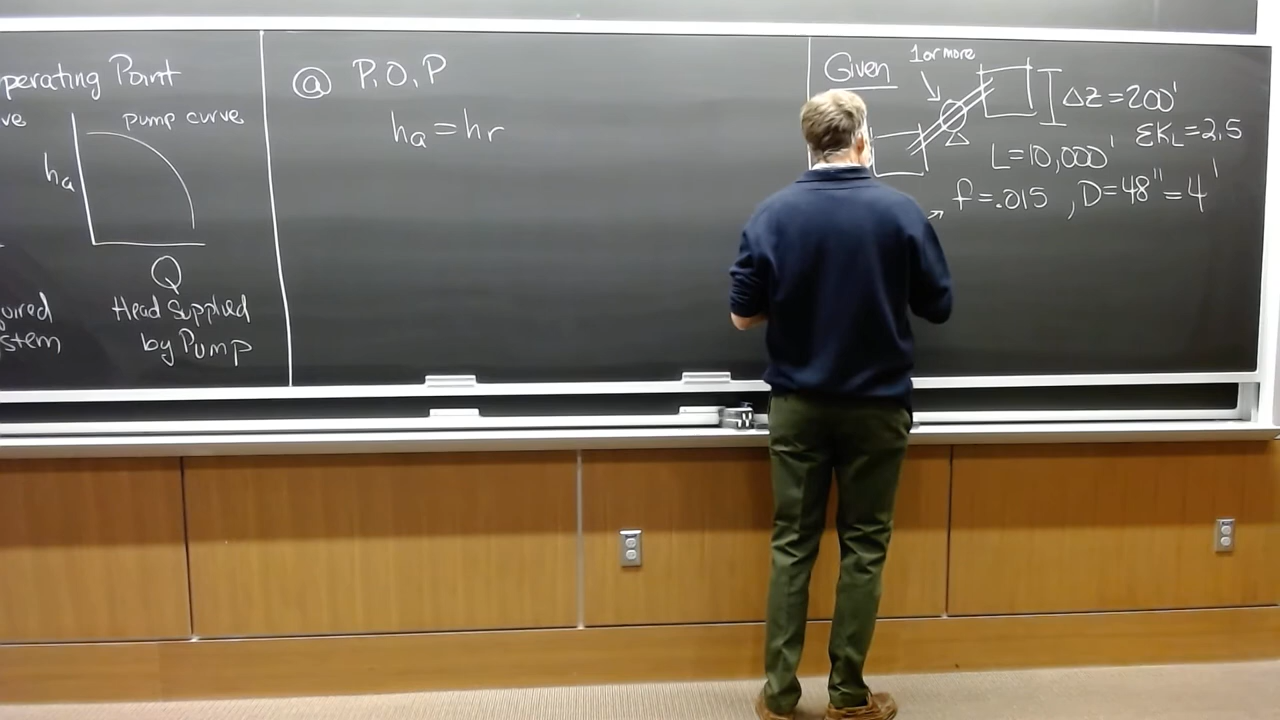 perating Point
ve
pump curve
ha
Q
uired
stem
Head Supplied
by Pump
@ P.O.P
ha = hr
Given
1 or more
Δz = 200'
ΣKL = 2.5
L = 10,000'
f = .015 , D = 48" = 4'